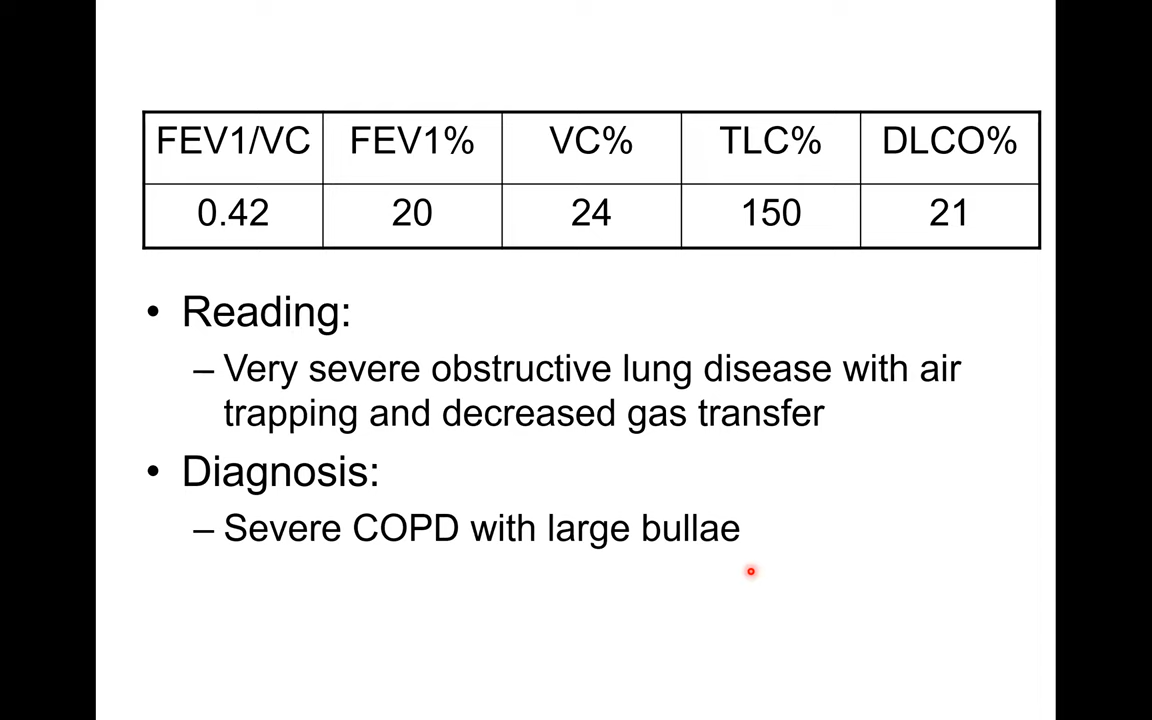 FEV1/VC FEV1% VC% TLC% DLCO%
0.42 20 24 150 21
• Reading:
– Very severe obstructive lung disease with air
trapping and decreased gas transfer
• Diagnosis:
– Severe COPD with large bullae